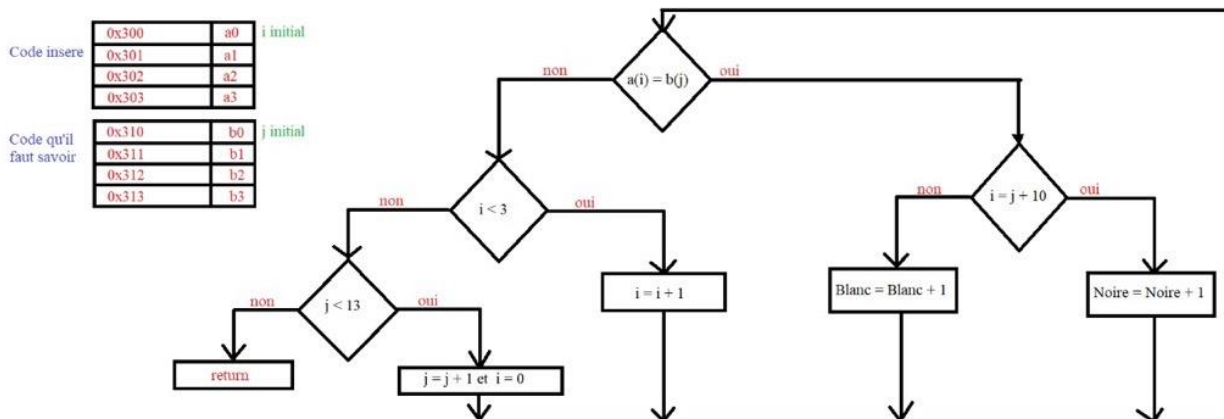 Code insère
0x300 a0 i initial
0x301 a1
0x302 a2
0x303 a3
Code qu'il
faut savoir
0x310 b0 j initial
0x311 b1
0x312 b2
0x313 b3
non a(i) = b(j) oui
non i < 3 oui
non i = j + 10 oui
non j < 13 oui
i = i + 1
Blanc = Blanc + 1
Noire = Noire + 1
return
j = j + 1 et i = 0